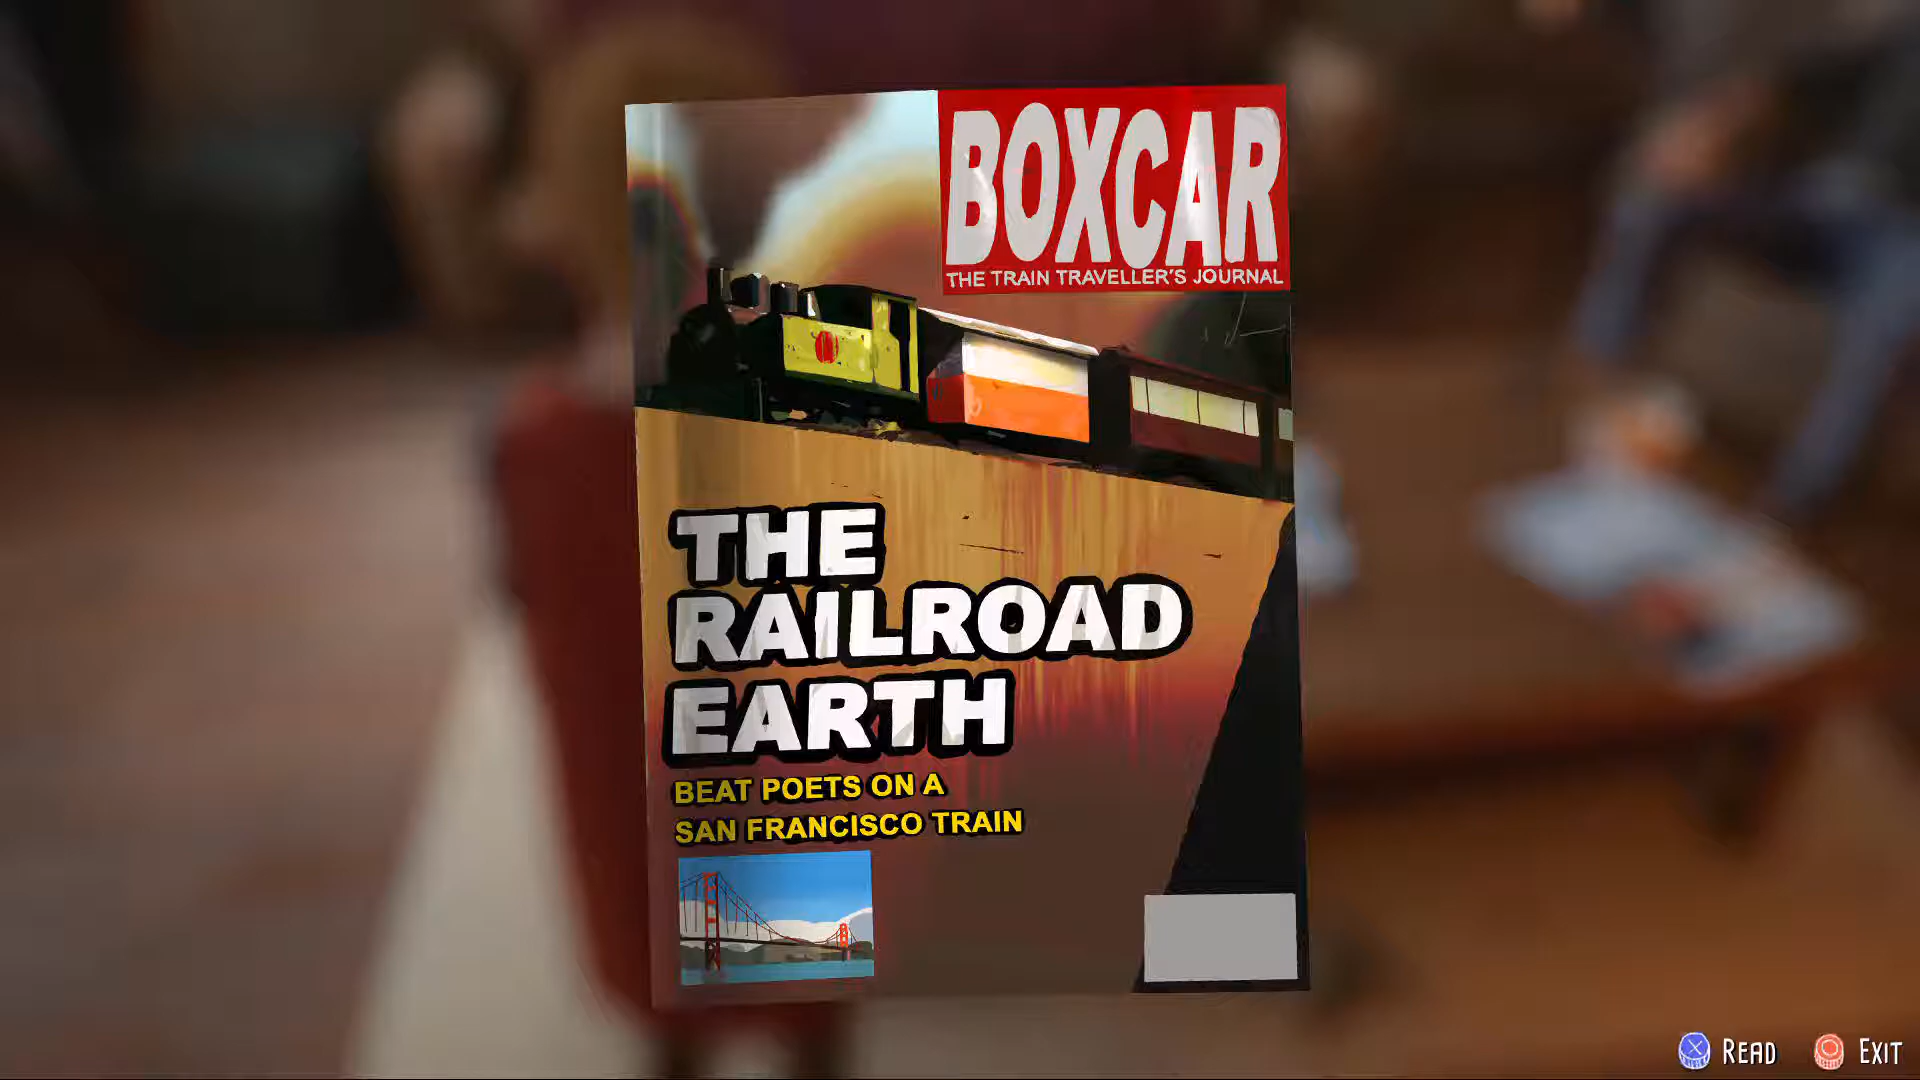 BOXCAR
THE TRAIN TRAVELLER'S JOURNAL
THE
RAILROAD
EARTH
BEAT POETS ON A
SAN FRANCISCO TRAIN
READ
EXIT